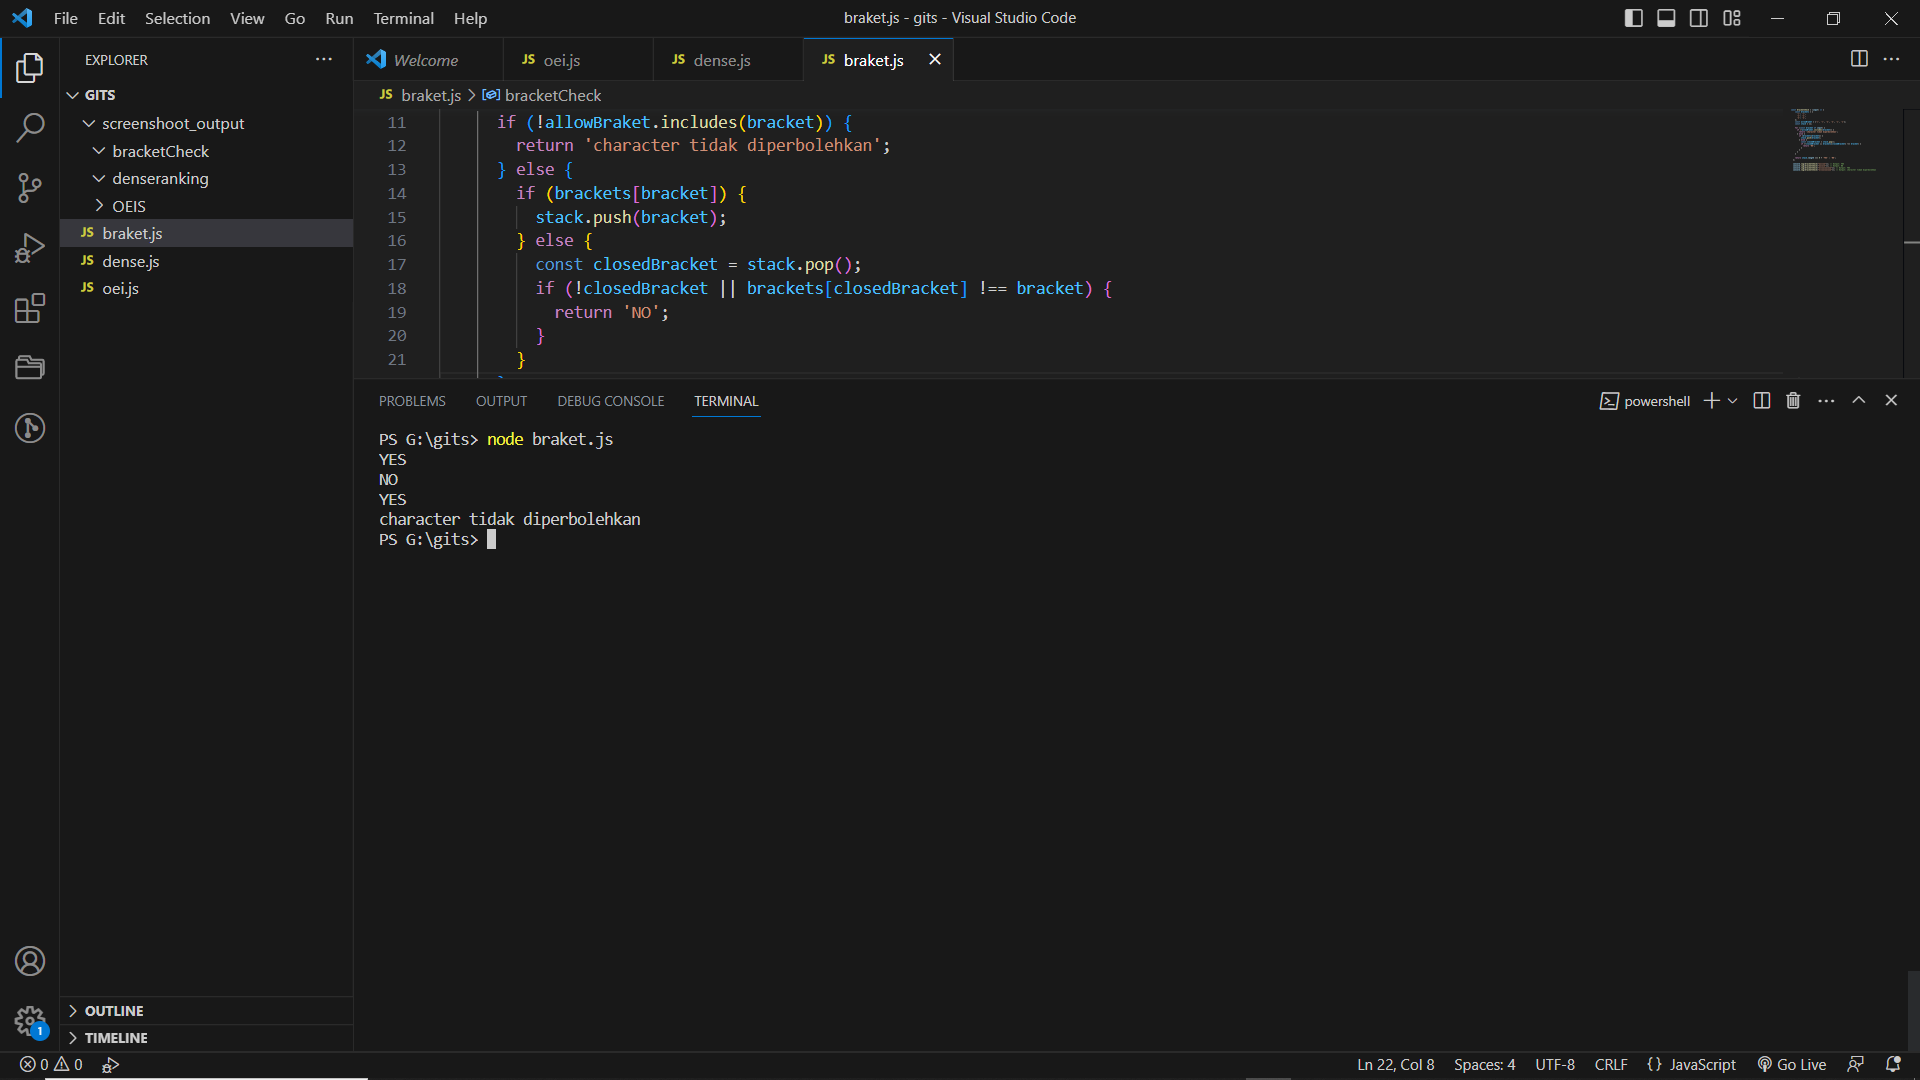 File Edit Selection View Go Run Terminal Help
braket.js - gits - Visual Studio Code
EXPLORER
GITS
screenshoot_output
bracketCheck
denseranking
OEIS
JS braket.js
JS dense.js
JS oei.js
OUTLINE
TIMELINE
Welcome
JS oei.js
JS dense.js
JS braket.js
JS braket.js > bracketCheck
11 if (!allowBraket.includes(bracket)) {
12 return 'character tidak diperbolehkan';
13 } else {
14 if (brackets[bracket]) {
15 stack.push(bracket);
16 } else {
17 const closedBracket = stack.pop();
18 if (!closedBracket || brackets[closedBracket] !== bracket) {
19 return 'NO';
20 }
21 }
PROBLEMS OUTPUT DEBUG CONSOLE TERMINAL
powershell
PS G:\gits> node braket.js
YES
NO
YES
character tidak diperbolehkan
PS G:\gits>
1
0 0
Ln 22, Col 8 Spaces: 4 UTF-8 CRLF {} JavaScript Go Live